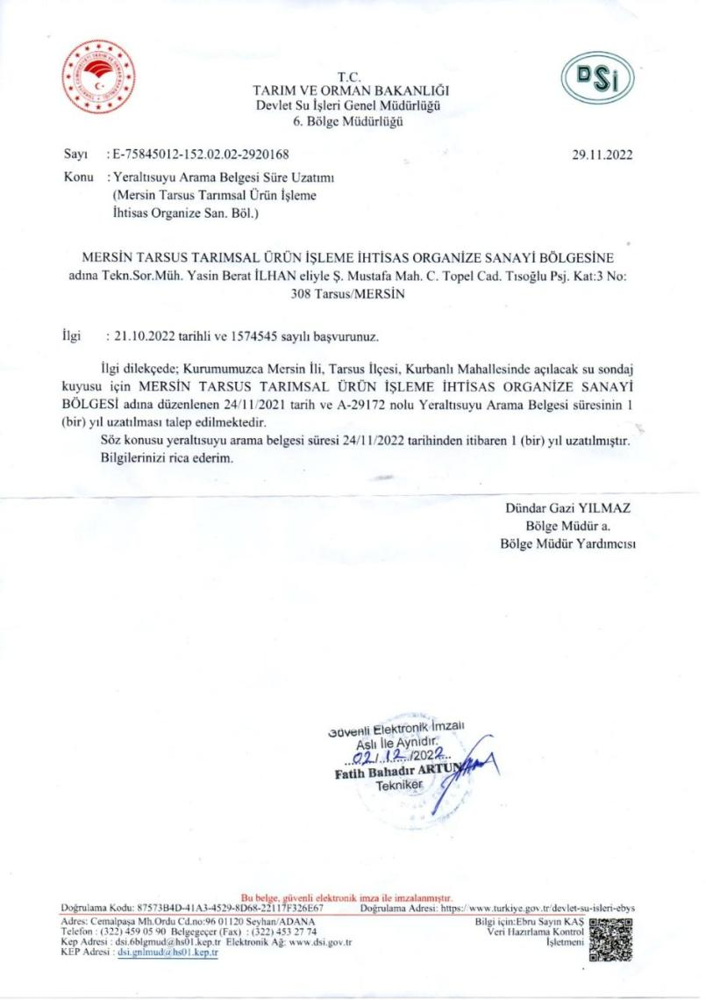 DSİ
T.C.
TARIM VE ORMAN BAKANLIĞI
Devlet Su İşleri Genel Müdürlüğü
6. Bölge Müdürlüğü
Sayı : E-75845012-152.02.02-2920168 29.11.2022
Konu : Yeraltısuyu Arama Belgesi Süre Uzatımı
(Mersin Tarsus Tarımsal Ürün İşleme
İhtisas Organize San. Böl.)
MERSİN TARSUS TARIMSAL ÜRÜN İŞLEME İHTİSAS ORGANİZE SANAYİ BÖLGESİNE
adına Tekn.Sor.Müh. Yasin Berat İLHAN eliyle Ş. Mustafa Mah. C. Topel Cad. Tısoğlu Psj. Kat:3 No:
308 Tarsus/MERSİN
İlgi : 21.10.2022 tarihli ve 1574545 sayılı başvurunuz.
İlgi dilekçede; Kurumumuzca Mersin İli, Tarsus İlçesi, Kurbanlı Mahallesinde açılacak su sondaj
kuyusu için MERSİN TARSUS TARIMSAL ÜRÜN İŞLEME İHTİSAS ORGANİZE SANAYİ
BÖLGESİ adına düzenlenen 24/11/2021 tarih ve A-29172 nolu Yeraltısuyu Arama Belgesi süresinin 1
(bir) yıl uzatılması talep edilmektedir.
Söz konusu yeraltısuyu arama belgesi süresi 24/11/2022 tarihinden itibaren 1 (bir) yıl uzatılmıştır.
Bilgilerinizi rica ederim.
Dündar Gazi YILMAZ
Bölge Müdür a.
Bölge Müdür Yardımcısı
Güvenli Elektronik İmzalı
Aslı İle Aynıdır.
...02/.12../2022..
Fatih Bahadır ARTUN
Tekniker
Bu belge, güvenli elektronik imza ile imzalanmıştır.
Doğrulama Kodu: 87573B4D-41A3-4529-8D68-22117F326E67 Doğrulama Adresi: https://www.turkiye.gov.tr/devlet-su-isleri-ebys
Adres: Cemalpaşa Mh.Ordu Cd.no:96 01120 Seyhan/ADANA Bilgi için:Ebru Sayın KAŞ
Telefon : (322) 459 05 90 Belgegeçer (Fax) : (322) 453 27 74 Veri Hazırlama Kontrol
Kep Adresi : dsi.6blgmud@hs01.kep.tr Elektronik Ağ: www.dsi.gov.tr İşletmeni
KEP Adresi : dsi.gnlmud@hs01.kep.tr